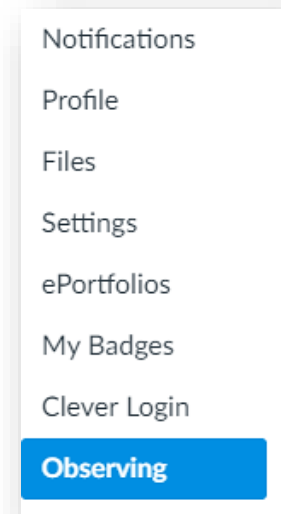 Notifications
Profile
Files
Settings
ePortfolios
My Badges
Clever Login
Observing